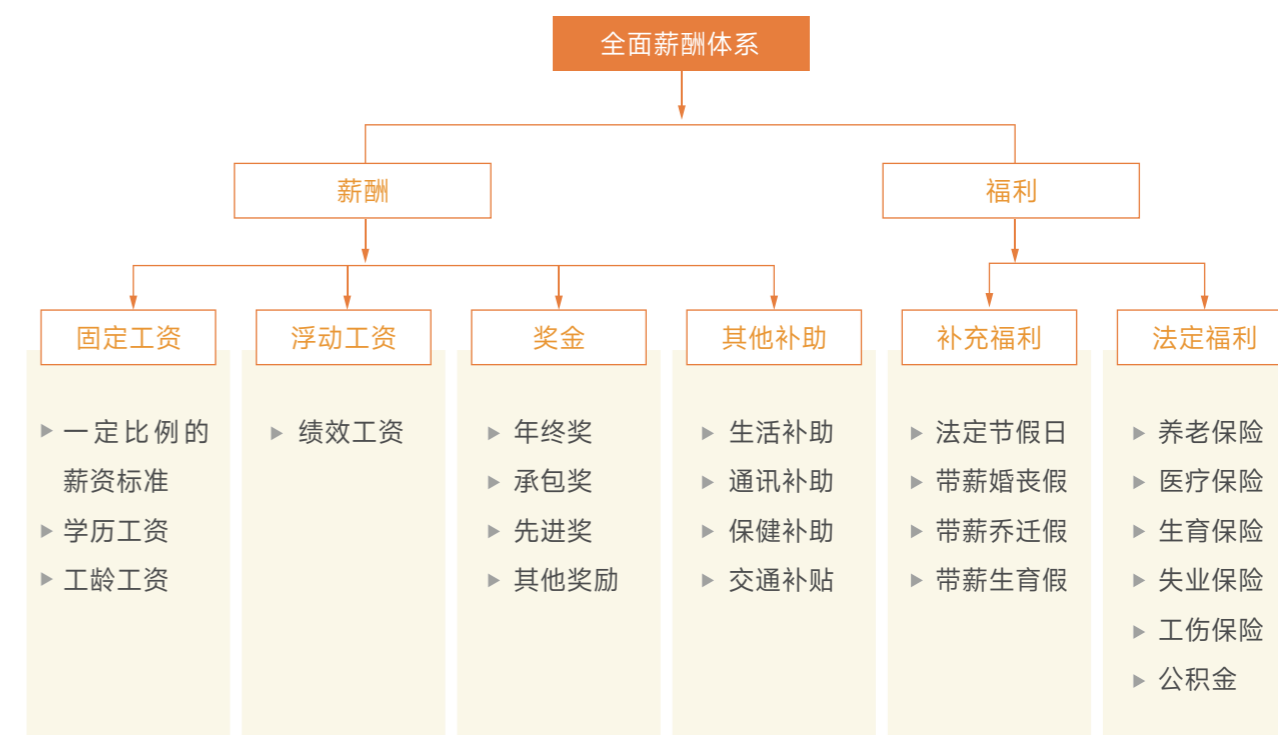 全面薪酬体系
薪酬
福利
固定工资
浮动工资
奖金
其他补助
补充福利
法定福利
一定比例的
薪资标准
学历工资
工龄工资
绩效工资
年终奖
承包奖
先进奖
其他奖励
生活补助
通讯补助
保健补助
交通补贴
法定节假日
带薪婚丧假
带薪乔迁假
带薪生育假
养老保险
医疗保险
生育保险
失业保险
工伤保险
公积金